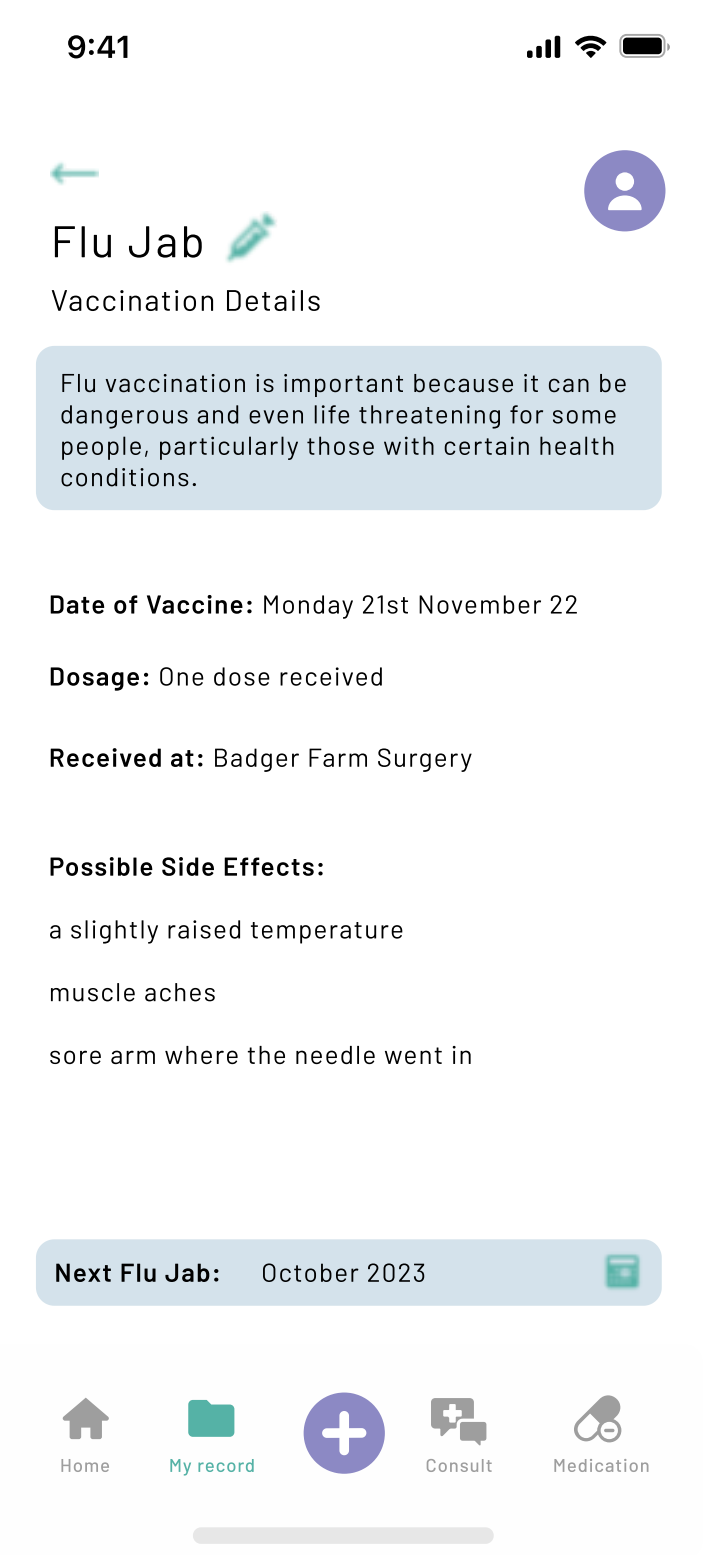 9:41
Flu Jab
Vaccination Details
Flu vaccination is important because it can be
dangerous and even life threatening for some
people, particularly those with certain health
conditions.
Date of Vaccine: Monday 21st November 22
Dosage: One dose received
Received at: Badger Farm Surgery
Possible Side Effects:
a slightly raised temperature
muscle aches
sore arm where the needle went in
Next Flu Jab: October 2023
Home My record Consult Medication